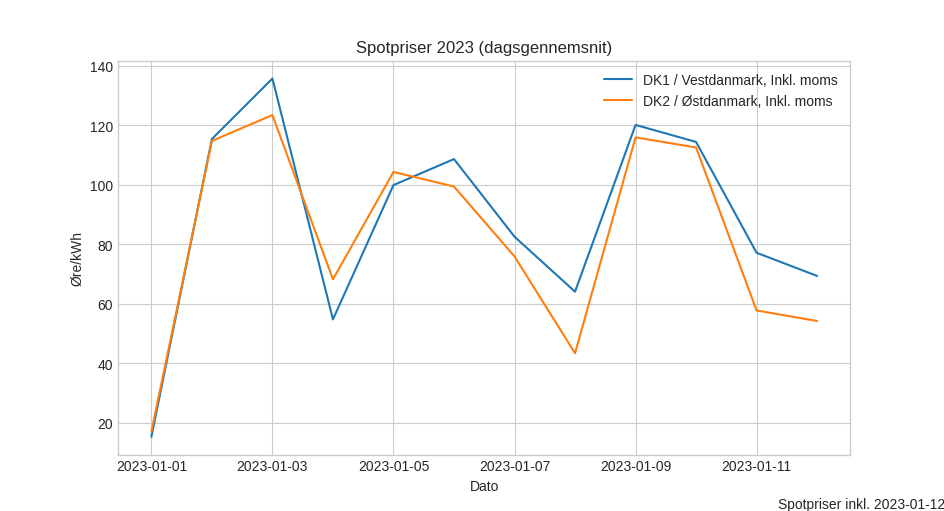 Spotpriser 2023 (dagsgennemsnit)
DK1 / Vestdanmark, Inkl. moms
DK2 / Østdanmark, Inkl. moms
Øre/kWh
140
120
100
80
60
40
20
2023-01-01
2023-01-03
2023-01-05
2023-01-07
2023-01-09
2023-01-11
Dato
Spotpriser inkl. 2023-01-12